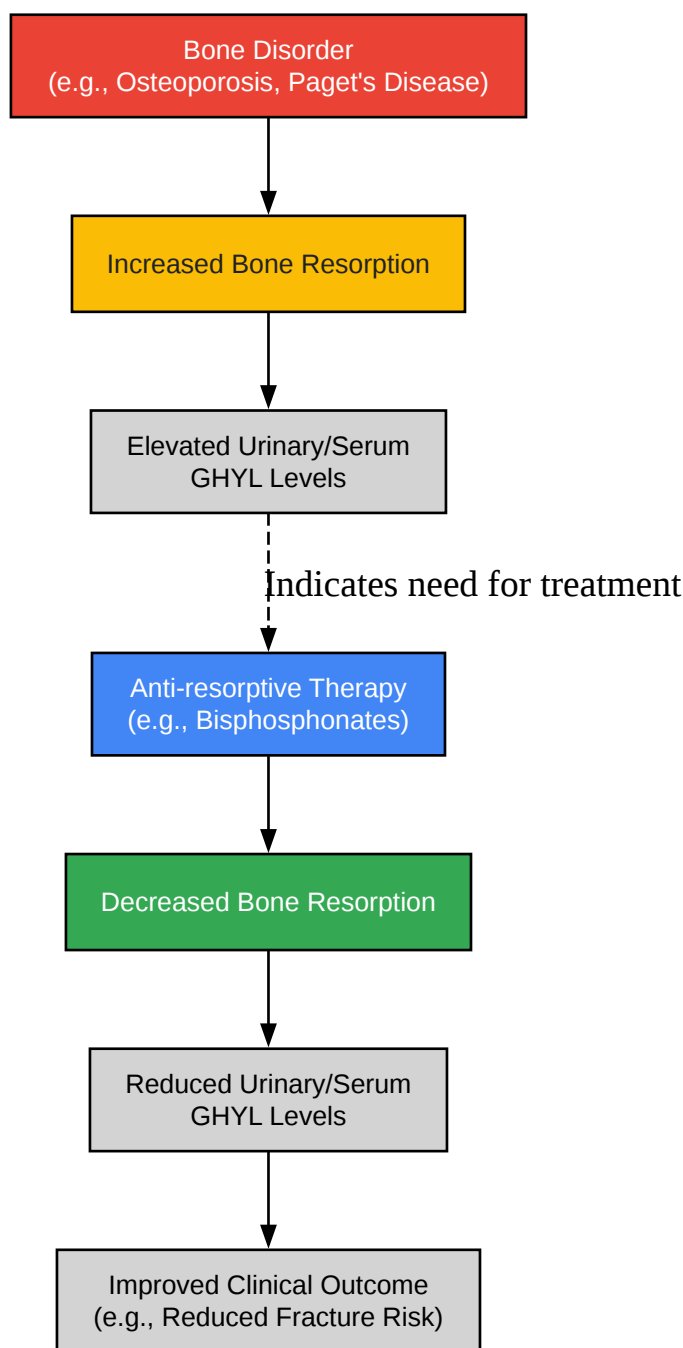 Bone Disorder
(e.g., Osteoporosis, Paget's Disease)
Increased Bone Resorption
Elevated Urinary/Serum
GHYL Levels
Indicates need for treatment
Anti-resorptive Therapy
(e.g., Bisphosphonates)
Decreased Bone Resorption
Reduced Urinary/Serum
GHYL Levels
Improved Clinical Outcome
(e.g., Reduced Fracture Risk)